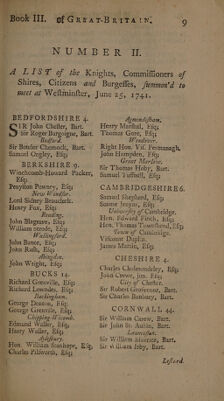 Book III. of GREAT-BRITAIN. 9
NUMBER II.
A LIST of the Knights, Commissioners of
Shires, Citizens and Burgesses, summon'd to
meet at Westminster, June 25, 1741.
BEDFORDSHIRE 4.
SIR John Chester, Bart.
Sir Roger Burgoyne, Bart.
Bedford.
Sir Boteler Chernock, Bart.
Samuel Ongley, Esq;
BERKSHIRE 9.
Winchcomb-Howard Packer,
Esq;
Penyston Powney, Esq;
New Windsor.
Lord Sidney Beauclerk.
Henry Fox, Esq;
Reading.
John Blagrave, Esq;
William Strode, Esq;
Wallingford.
John Bance, Esq;
John Rush, Esq;
Abingdon.
John Wright, Esq;
BUCKS 14.
Richard Grenville, Esq;
Richard Lowndes, Esq;
Buckingham.
George Denton, Esq;
George Grenville, Esq;
Chipping-Wicomb.
Edmund Waller, Esq;
Harry Waller, Esq;
Aylesbury.
Hon. William Stanhope, Esq;
Charles Pilsworth, Esq;
Agmondesham.
Henry Marshal, Esq;
Thomas Gore, Esq;
Wendover.
Right Hon. Vis. Fermanagh.
John Hampden, Esq;
Great Marlow.
Sir Thomas Hoby, Bart.
Samuel Tuffnell, Esq;
CAMBRIDGESHIRE 6.
Samuel Shepheard, Esq;
Soame Jenyns, Esq;
University of Cambridge.
Hon. Edward Finch, Esq;
Hon. Thomas Townshend, Esq;
Town of Cambridge.
Viscount Duplin.
James Martin, Esq;
CHESHIRE 4.
Charles Cholmondeley, Esq;
John Crewe, jun. Esq;
City of Chester.
Sir Robert Grosvenor, Bart.
Sir Charles Bunbury, Bart.
CORNWALL 44.
Sir William Carew, Bart.
Sir John St. Aubin, Bart.
Launceston.
Sir William Morrice, Bart.
Sir William Irby, Bart.
Leskard.